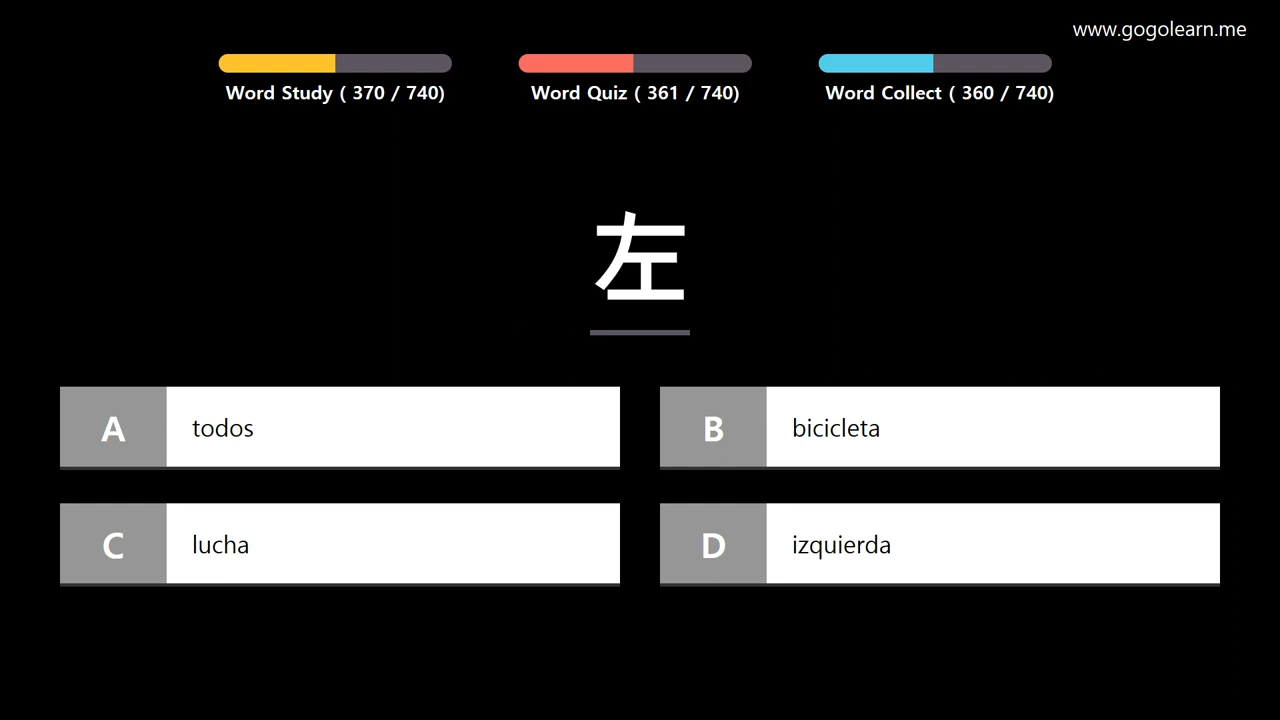 www.gogolearn.me
Word Study ( 370 / 740)
Word Quiz ( 361 / 740)
Word Collect ( 360 / 740)
左
A todos
B bicicleta
C lucha
D izquierda